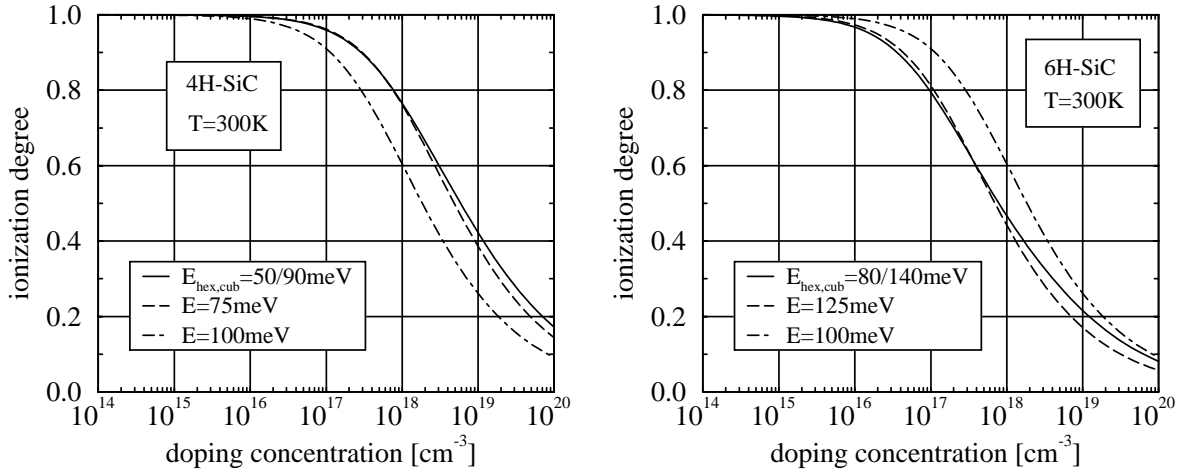 1.0
0.8
0.6
0.4
0.2
0.0
ionization degree
4H-SiC
T=300K
E_hex,cub=50/90meV
E=75meV
E=100meV
10^14 10^15 10^16 10^17 10^18 10^19 10^20
doping concentration [cm^-3]
1.0
0.8
0.6
0.4
0.2
0.0
ionization degree
6H-SiC
T=300K
E_hex,cub=80/140meV
E=125meV
E=100meV
10^14 10^15 10^16 10^17 10^18 10^19 10^20
doping concentration [cm^-3]